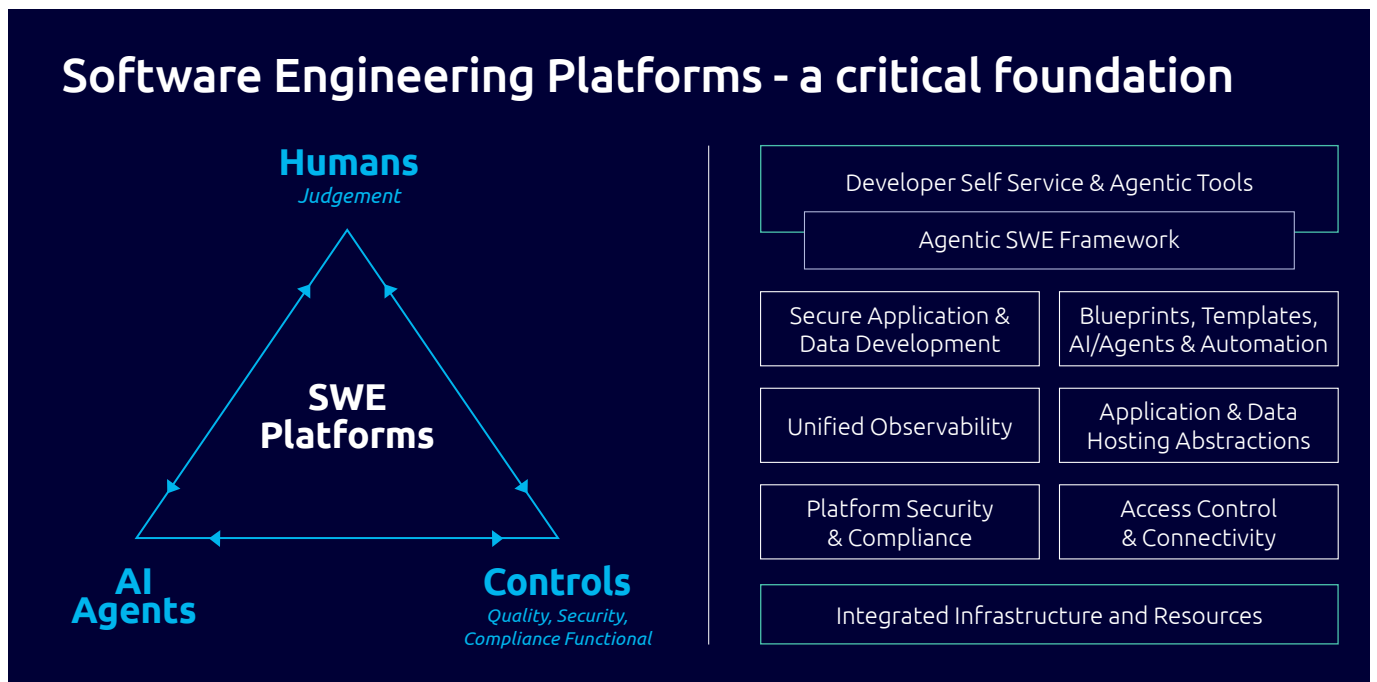 Software Engineering Platforms - a critical foundation
Humans
Judgement
SWE
Platforms
AI
Agents
Controls
Quality, Security,
Compliance Functional
Developer Self Service & Agentic Tools
Agentic SWE Framework
Secure Application &
Data Development
Blueprints, Templates,
AI/Agents & Automation
Unified Observability
Application & Data
Hosting Abstractions
Platform Security
& Compliance
Access Control
& Connectivity
Integrated Infrastructure and Resources